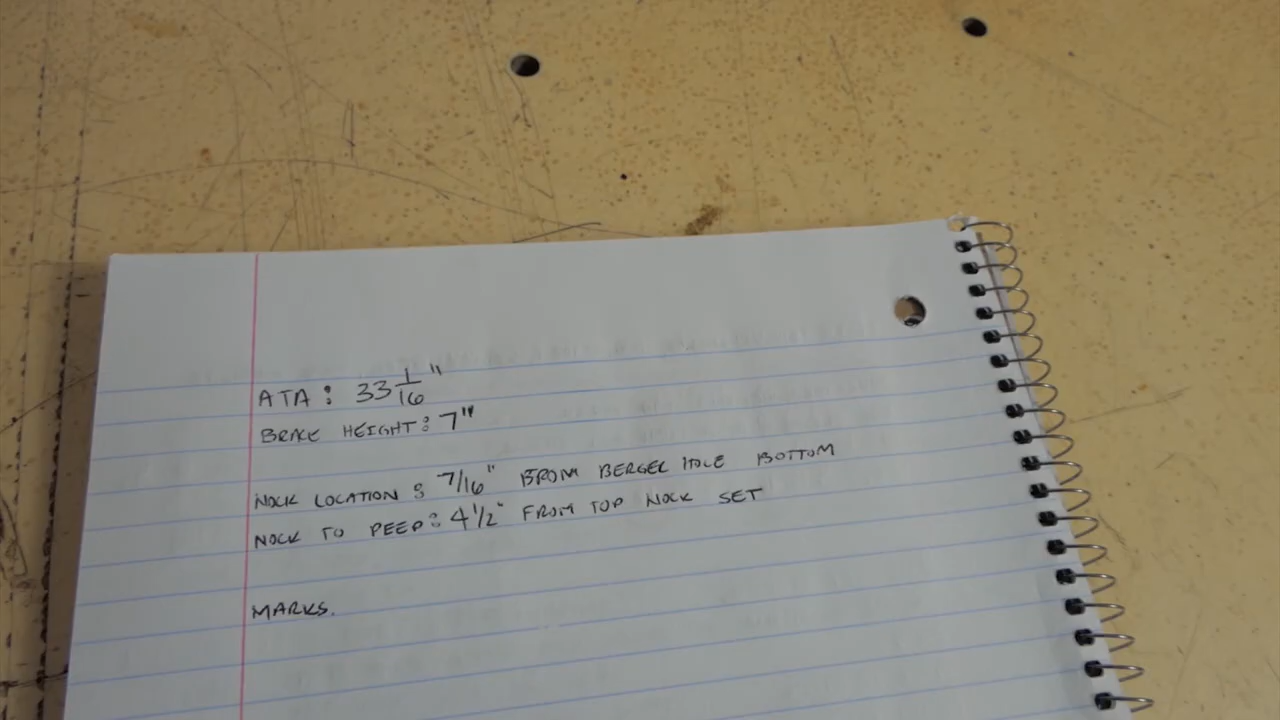 ATA: 33 1/16"
BRACE HEIGHT: 7"
NOCK LOCATION: 7/16" BROM BERGER HOLE BOTTOM
NOCK TO PEEP: 4 1/2" FROM TOP NOCK SET
MARKS.